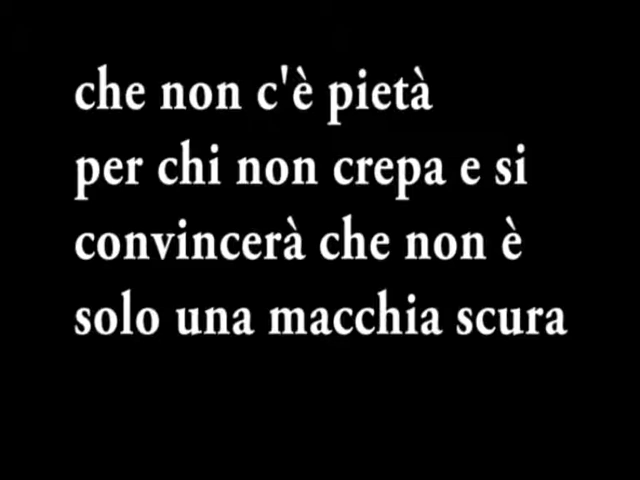 che non c'è pietà
per chi non crepa e si
convincerà che non è
solo una macchia scura